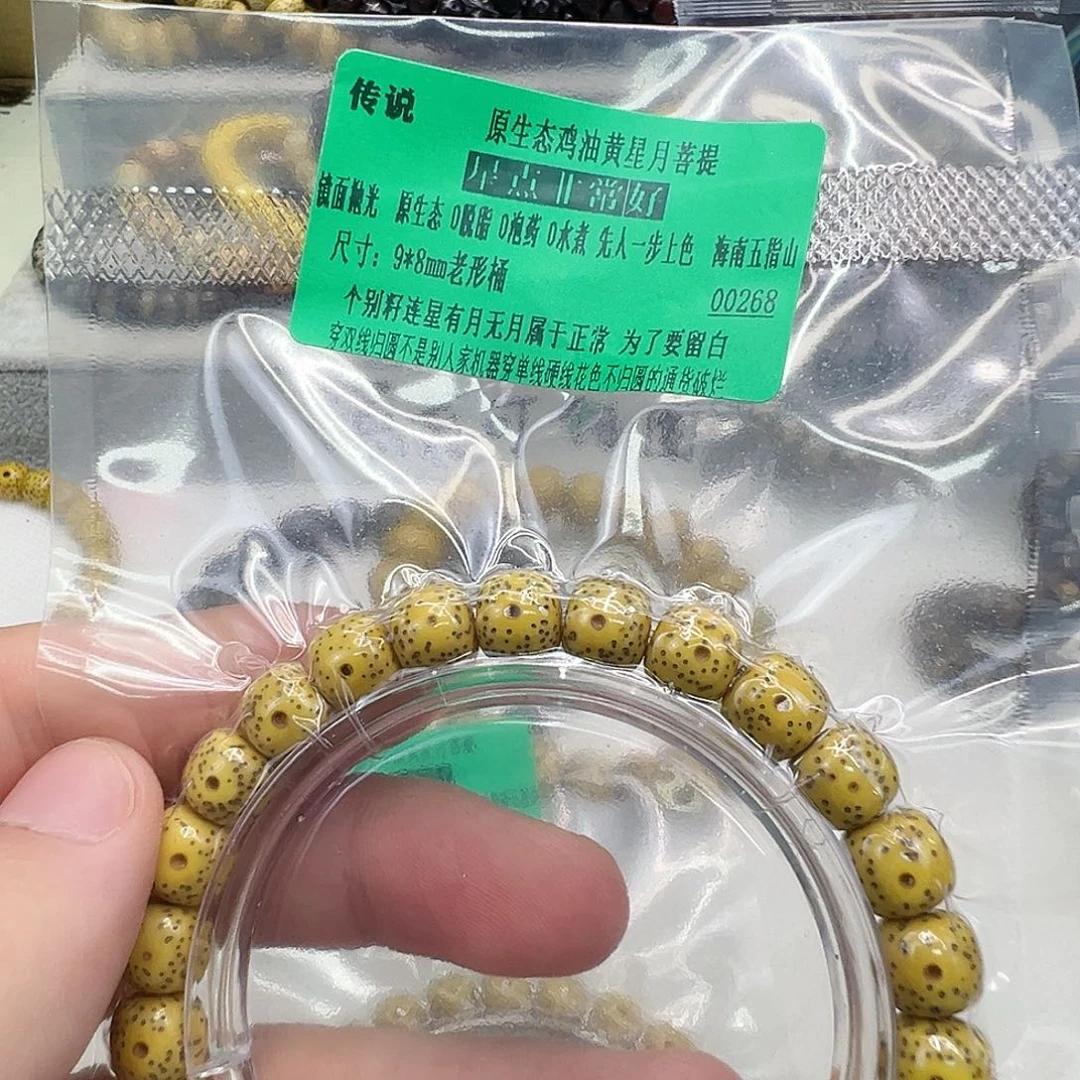 传说
原生态鸡油黄星月菩提
星点非常好
镜面抛光 原生态 0脱脂 0泡药 0水煮 先人一步上色 海南五指山
尺寸：9*8mm老形桶
00268
个别籽连星有月无月属于正常 为了要留白
穿双线归圆不是别人家机器穿单线硬线花色不归圆的通货破烂